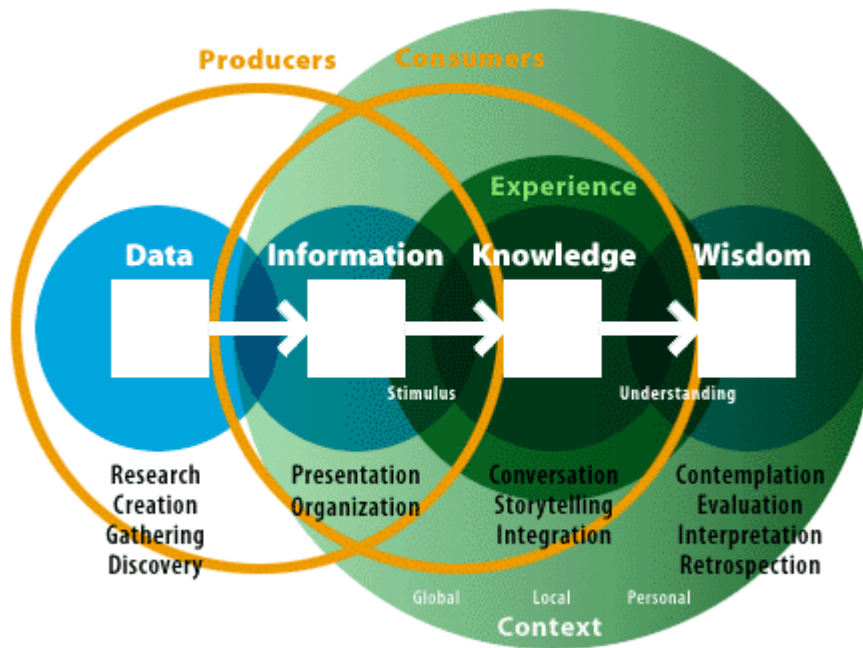 Producers Consumers
Experience
Data Information Knowledge Wisdom
Stimulus Understanding
Research
Creation
Gathering
Discovery
Presentation
Organization
Conversation
Storytelling
Integration
Contemplation
Evaluation
Interpretation
Retrospection
Global Local Personal
Context